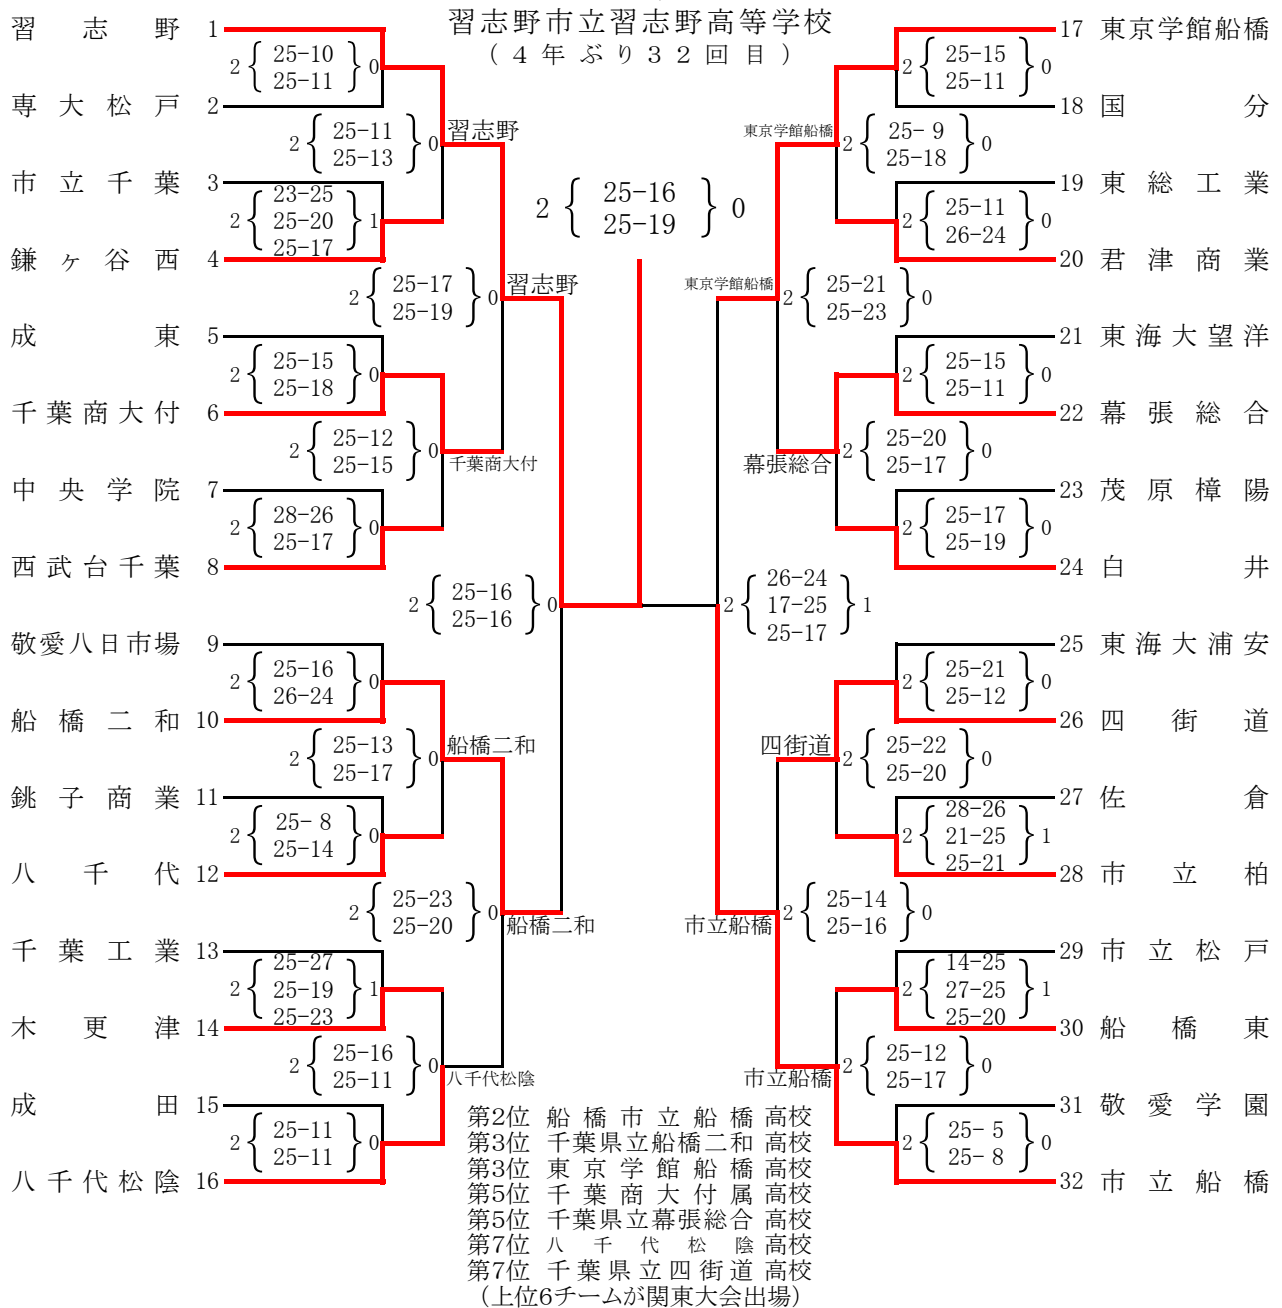 習志野市立習志野高等学校
(4年ぶり32回目)
習志野 1
2 { 25-10 25-11 } 0
専大松戸 2
2 { 25-11 25-13 } 0
習志野
市立千葉 3
2 { 23-25 25-20 25-17 } 1
鎌ヶ谷西 4
2 { 25-17 25-19 } 0
習志野
成東 5
2 { 25-15 25-18 } 0
千葉商大付 6
2 { 25-12 25-15 } 0
千葉商大付
中央学院 7
2 { 28-26 25-17 } 0
西武台千葉 8
2 { 25-16 25-16 } 0
敬愛八日市場 9
2 { 25-16 26-24 } 0
船橋二和 10
2 { 25-13 25-17 } 0
船橋二和
銚子商業 11
2 { 25- 8 25-14 } 0
八千代 12
2 { 25-23 25-20 } 0
船橋二和
千葉工業 13
2 { 25-27 25-19 25-23 } 1
木更津 14
2 { 25-16 25-11 } 0
八千代松陰
成田 15
2 { 25-11 25-11 } 0
八千代松陰 16
2 { 25-16 25-19 } 0
17 東京学館船橋
2 { 25-15 25-11 } 0
18 国分
東京学館船橋
2 { 25- 9 25-18 } 0
19 東総工業
2 { 25-11 26-24 } 0
20 君津商業
東京学館船橋
2 { 25-21 25-23 } 0
21 東海大望洋
2 { 25-15 25-11 } 0
22 幕張総合
幕張総合
2 { 25-20 25-17 } 0
23 茂原樟陽
2 { 25-17 25-19 } 0
24 白井
2 { 26-24 17-25 25-17 } 1
25 東海大浦安
2 { 25-21 25-12 } 0
26 四街道
四街道
2 { 25-22 25-20 } 0
27 佐倉
2 { 28-26 21-25 25-21 } 1
28 市立柏
市立船橋
2 { 25-14 25-16 } 0
29 市立松戸
2 { 14-25 27-25 25-20 } 1
30 船橋東
市立船橋
2 { 25-12 25-17 } 0
31 敬愛学園
2 { 25- 5 25- 8 } 0
32 市立船橋
第2位 船橋市立船橋 高校
第3位 千葉県立船橋二和 高校
第3位 東京学館船橋 高校
第5位 千葉商大付属 高校
第5位 千葉県立幕張総合 高校
第7位 八千代松陰 高校
第7位 千葉県立四街道 高校
(上位6チームが関東大会出場)